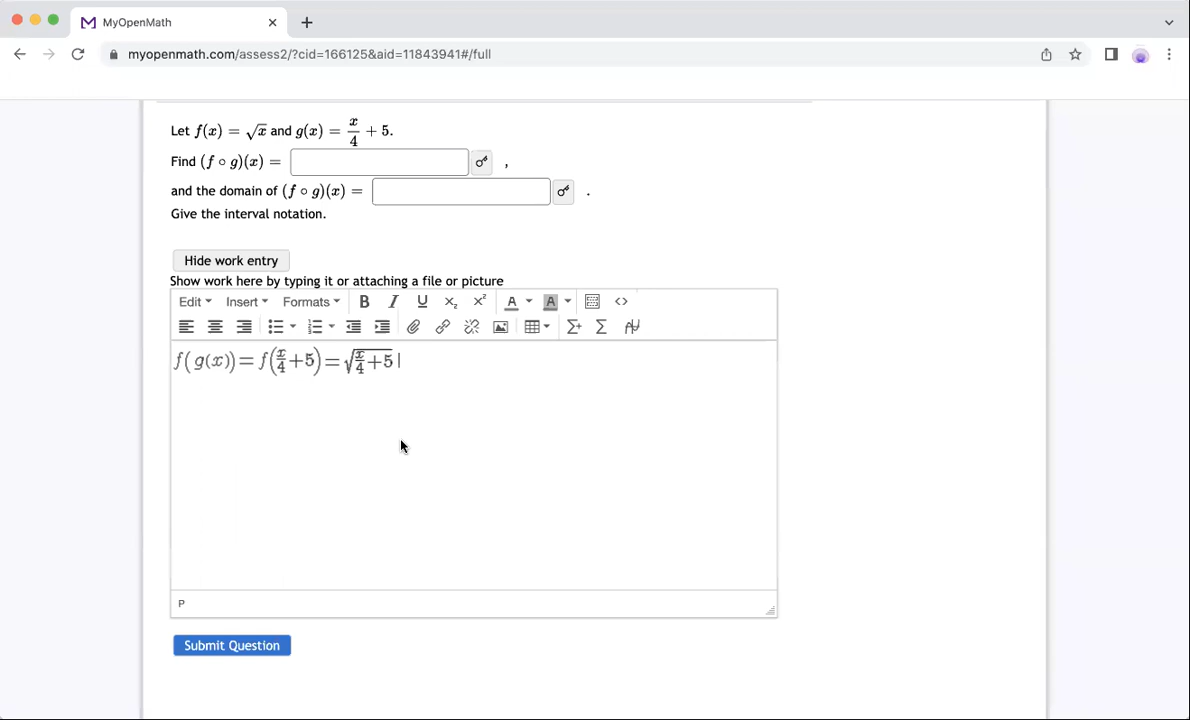 MyOpenMath
myopenmath.com/assess2/?cid=166125&aid=11843941#/full
Let f(x) = √x and g(x) = x/4 + 5.
Find (f ∘ g)(x) = ,
and the domain of (f ∘ g)(x) = .
Give the interval notation.
Hide work entry
Show work here by typing it or attaching a file or picture
Edit Insert Formats B I U x₂ x² A A <>
f(g(x)) = f(x/4+5) = √(x/4+5)
P
Submit Question